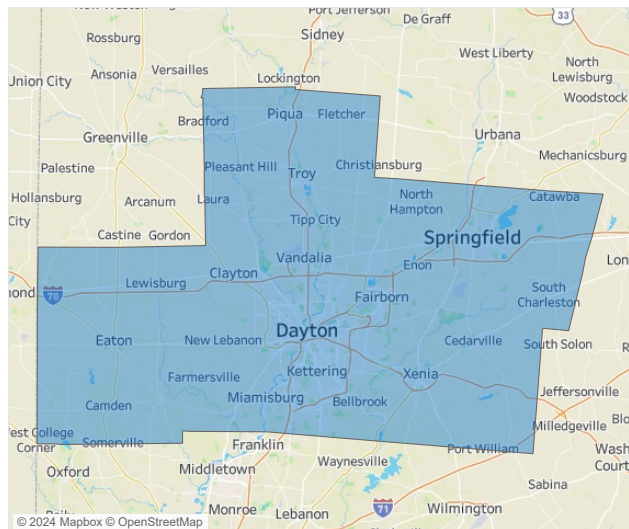 Port Jefferson
De Graff
33
Rossburg
Sidney
West Liberty
Versailles
Ansonia
Union City
Lockington
North
Lewisburg
Woodstock
Bradford
Piqua
Fletcher
Greenville
Urbana
Mechanicsburg
Palestine
Pleasant Hill
Troy
Christiansburg
Hollansburg
Arcanum
Laura
North
Hampton
Catawba
City
Tipp City
Castine
Gordon
Springfield
Vandalia
Clayton
Enon
Lewisburg
70
Fairborn
South
Charleston
Dayton
Eaton
New Lebanon
Cedarville
South Solon
Kettering
Xenia
Farmersville
Jeffersonville
Miamisburg
Bellbrook
Camden
Milledgeville
Corner
Somerville
Franklin
Port William
Oxford
Middletown
Waynesville
Sabina
71
Monroe
Lebanon
Wilmington
© 2024 Mapbox © OpenStreetMap